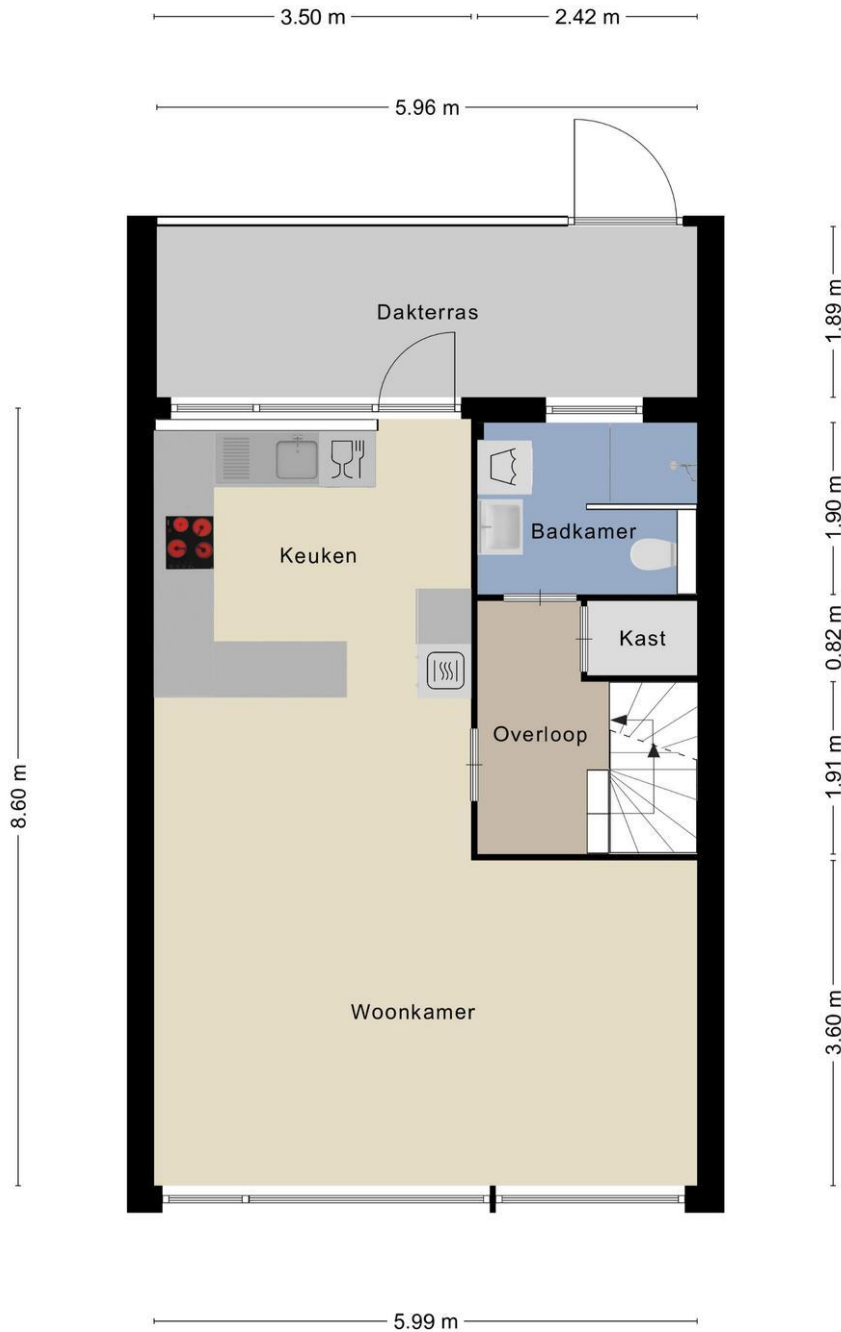 3.50 m
2.42 m
5.96 m
Dakterras
1.89 m
Keuken
Badkamer
1.90 m
Kast
0.82 m
Overloop
1.91 m
8.60 m
Woonkamer
3.60 m
5.99 m